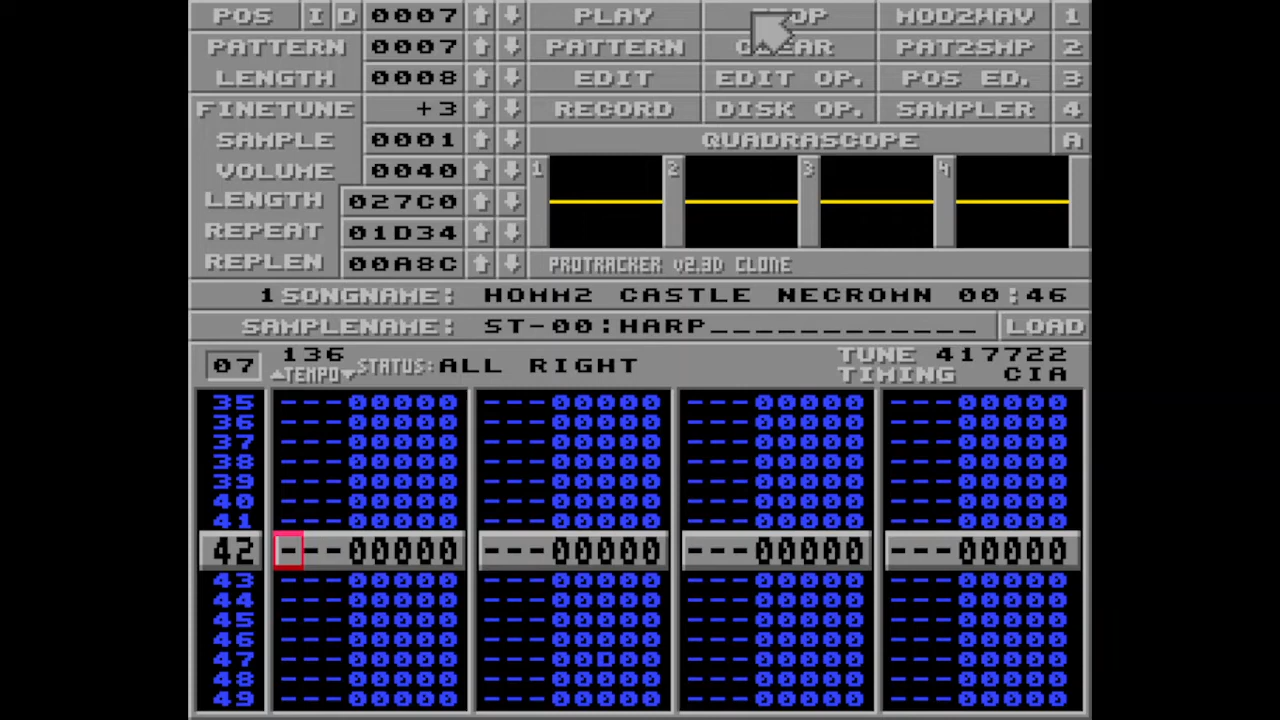 POS I D 0007 PLAY STOP MOD2WAV 1
PATTERN 0007 PATTERN CLEAR PAT2SMP 2
LENGTH 0008 EDIT EDIT OP. POS ED. 3
FINETUNE +3 RECORD DISK OP. SAMPLER 4
SAMPLE 0001 QUADRASCOPE A
VOLUME 0040 1 2 3 4
LENGTH 027C0
REPEAT 01D34
REPLEN 00A8C PROTRACKER V2.3D CLONE
1 SONGNAME: HOMM2 CASTLE NECROMN 00:46
SAMPLENAME: ST-00:HARP______________ LOAD
07 136 TEMPO STATUS: ALL RIGHT TUNE 417722
TIMING CIA
35 ---00000 ---00000 ---00000 ---00000
36 ---00000 ---00000 ---00000 ---00000
37 ---00000 ---00000 ---00000 ---00000
38 ---00000 ---00000 ---00000 ---00000
39 ---00000 ---00000 ---00000 ---00000
40 ---00000 ---00000 ---00000 ---00000
41 ---00000 ---00000 ---00000 ---00000
42 ---00000 ---00000 ---00000 ---00000
43 ---00000 ---00000 ---00000 ---00000
44 ---00000 ---00000 ---00000 ---00000
45 ---00000 ---00000 ---00000 ---00000
46 ---00000 ---00000 ---00000 ---00000
47 ---00000 ---00D00 ---00000 ---00000
48 ---00000 ---00000 ---00000 ---00000
49 ---00000 ---00000 ---00000 ---00000